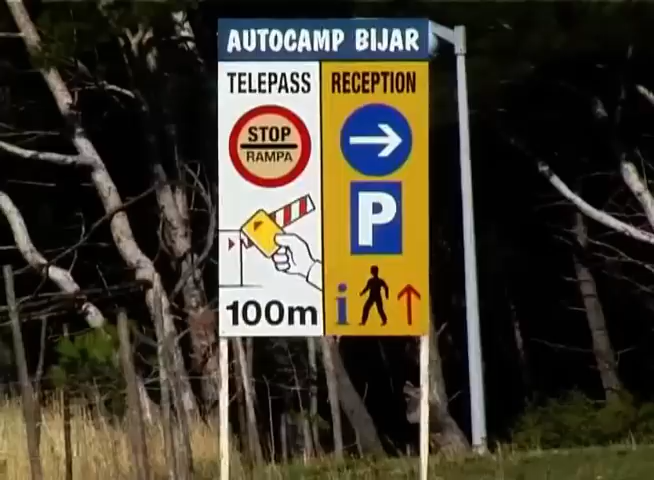 AUTOCAMP BIJAR
TELEPASS
STOP
RAMPA
100m
RECEPTION
P
i